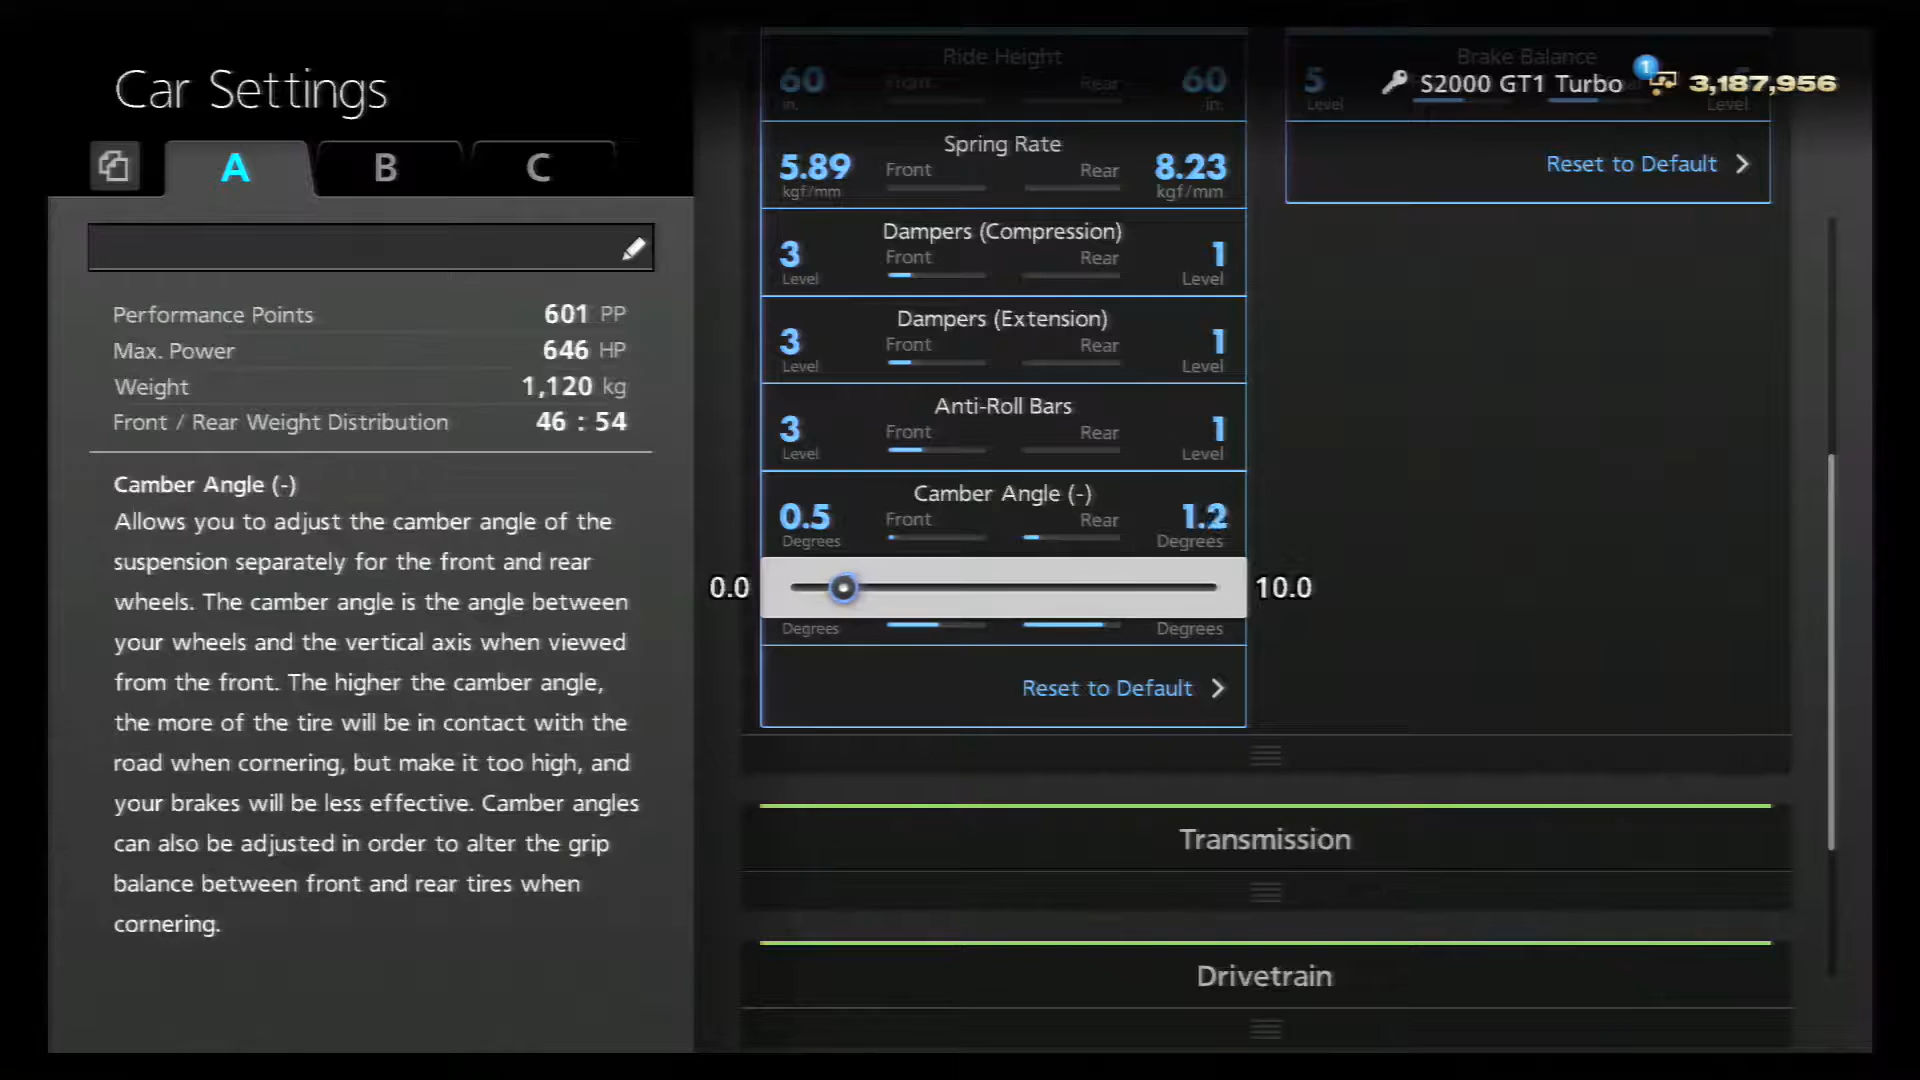 Car Settings
A
B
C
Performance Points 601 PP
Max. Power 646 HP
Weight 1,120 kg
Front / Rear Weight Distribution 46 : 54
Camber Angle (-)
Allows you to adjust the camber angle of the
suspension separately for the front and rear
wheels. The camber angle is the angle between
your wheels and the vertical axis when viewed
from the front. The higher the camber angle,
the more of the tire will be in contact with the
road when cornering, but make it too high, and
your brakes will be less effective. Camber angles
can also be adjusted in order to alter the grip
balance between front and rear tires when
cornering.
Ride Height
60 Front Rear 60
in. in.
Spring Rate
5.89 Front Rear 8.23
kgf/mm kgf/mm
Dampers (Compression)
3 Front Rear 1
Level Level
Dampers (Extension)
3 Front Rear 1
Level Level
Anti-Roll Bars
3 Front Rear 1
Level Level
Camber Angle (-)
0.5 Front Rear 1.2
Degrees Degrees
0.0 10.0
Degrees Degrees
Reset to Default
Brake Balance
5
Level Level
S2000 GT1 Turbo 1 3,187,956
Reset to Default
Transmission
Drivetrain